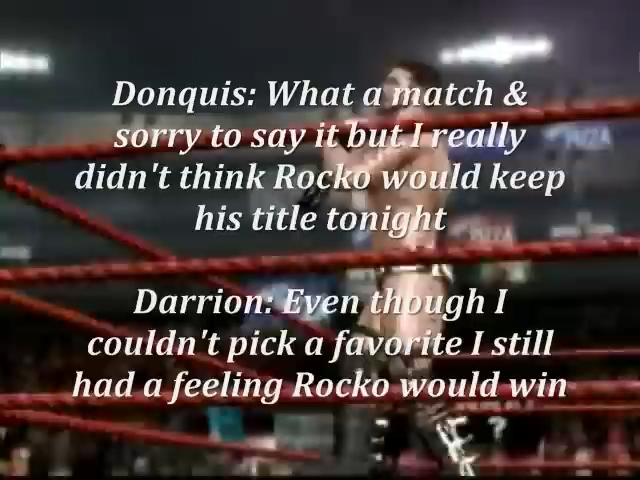 Donquis: What a match &
sorry to say it but I really
didn't think Rocko would keep
his title tonight
Darrion: Even though I
couldn't pick a favorite I still
had a feeling Rocko would win